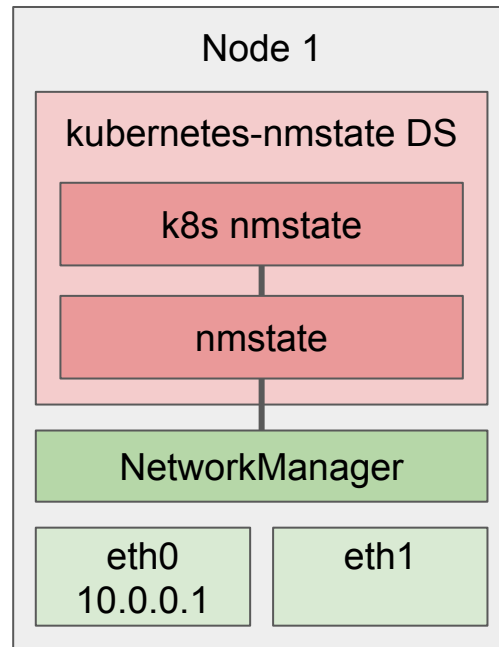 Node 1
kubernetes-nmstate DS
k8s nmstate
nmstate
NetworkManager
eth0
10.0.0.1
eth1